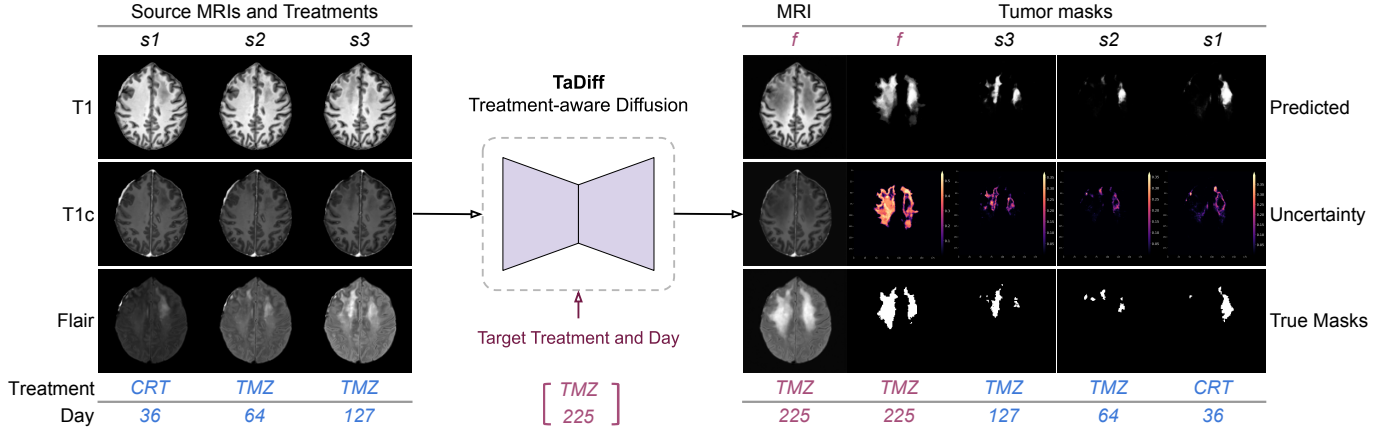 Source MRIs and Treatments
MRI
Tumor masks
s1 s2 s3
f f s3 s2 s1
TaDiff
Treatment-aware Diffusion
T1
Predicted
T1c
Uncertainty
Flair
True Masks
Target Treatment and Day
Treatment CRT TMZ TMZ
TMZ
TMZ TMZ TMZ TMZ CRT
Day 36 64 127
225
225 225 127 64 36